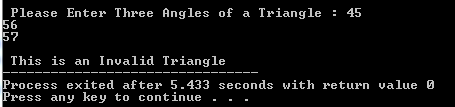 Please Enter Three Angles of a Triangle : 45
56
57
This is an Invalid Triangle
--------------------------------
Process exited after 5.433 seconds with return value 0
Press any key to continue . . .